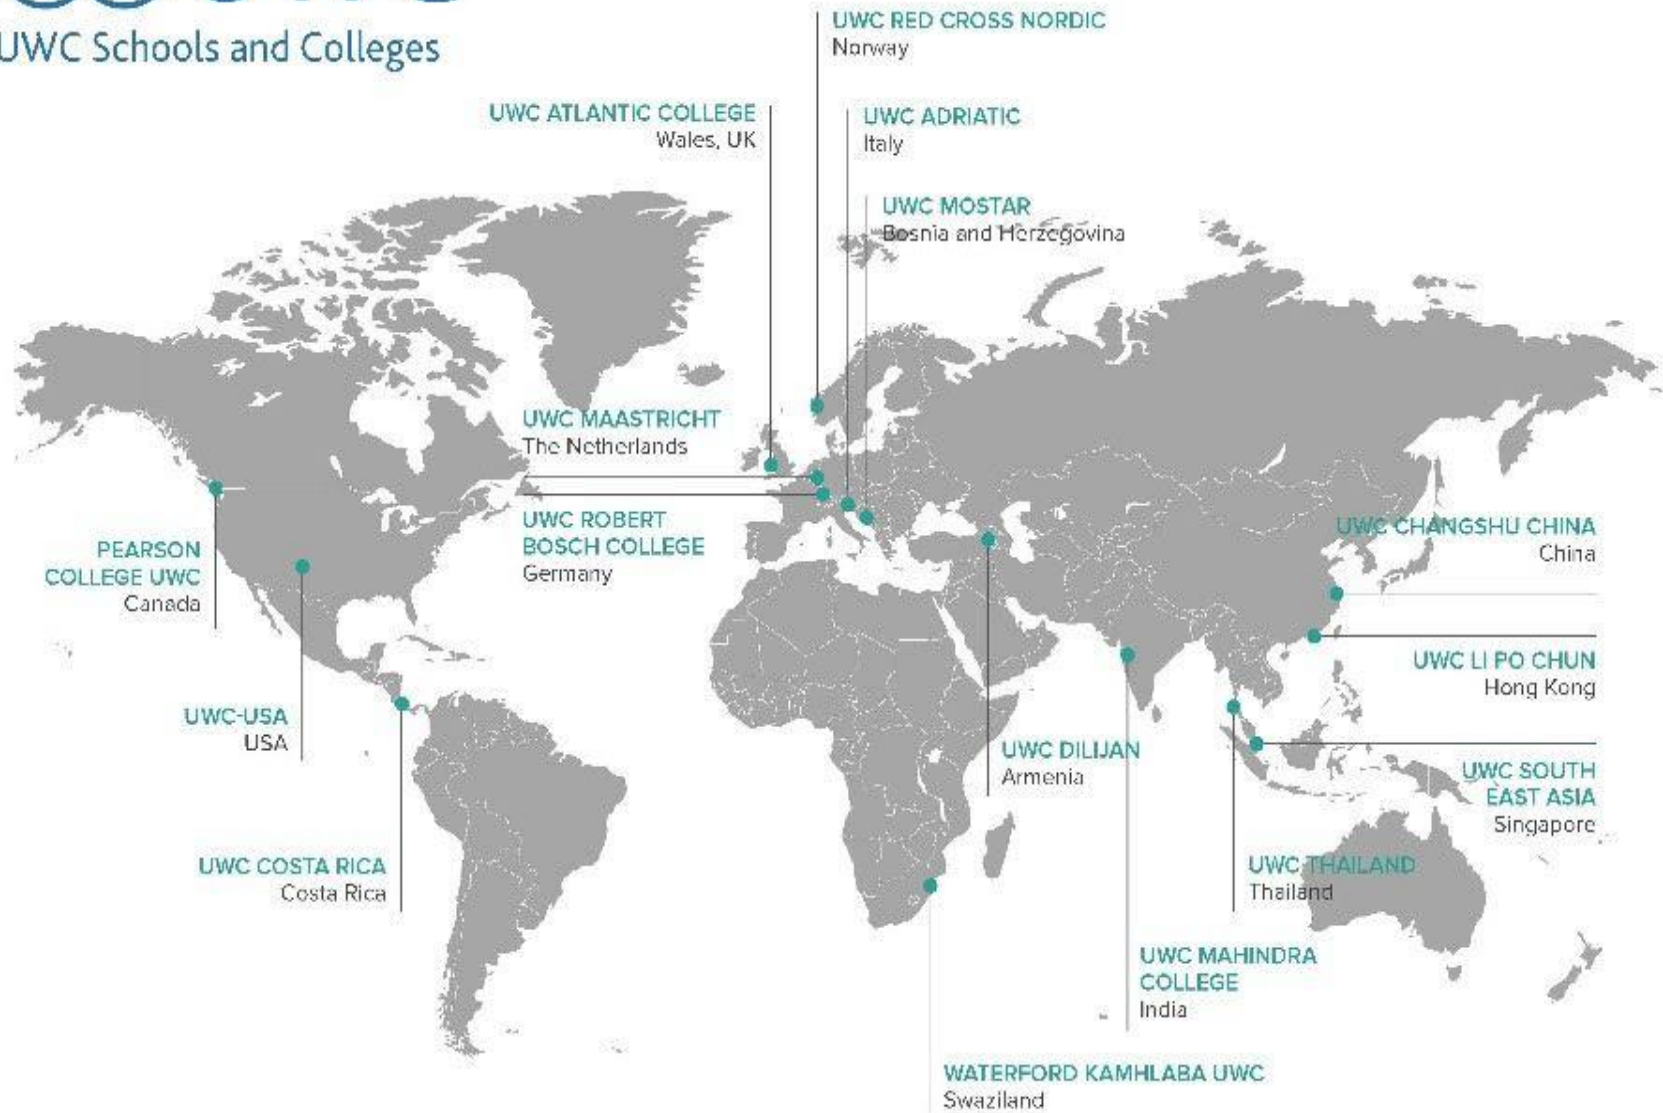 UWC Schools and Colleges
UWC RED CROSS NORDIC
Norway
UWC ATLANTIC COLLEGE
Wales, UK
UWC ADRIATIC
Italy
UWC MOSTAR
Bosnia and Herzegovina
UWC MAASTRICHT
The Netherlands
UWC ROBERT
BOSCH COLLEGE
Germany
PEARSON
COLLEGE UWC
Canada
UWC-USA
USA
UWC COSTA RICA
Costa Rica
UWC CHANGSHU CHINA
China
UWC LI PO CHUN
Hong Kong
UWC DILIJAN
Armenia
UWC SOUTH
EAST ASIA
Singapore
UWC THAILAND
Thailand
UWC MAHINDRA
COLLEGE
India
WATERFORD KAMHLABA UWC
Swaziland